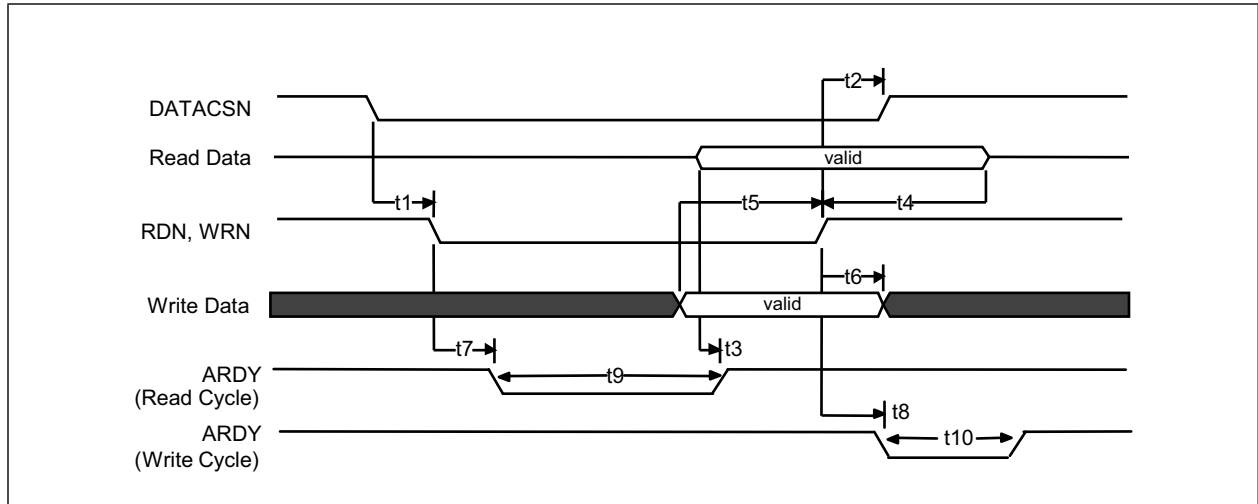 t2
DATACSN
Read Data
valid
t1
t5
t4
RDN, WRN
t6
Write Data
valid
t7
t3
ARDY
(Read Cycle)
t9
t8
ARDY
(Write Cycle)
t10